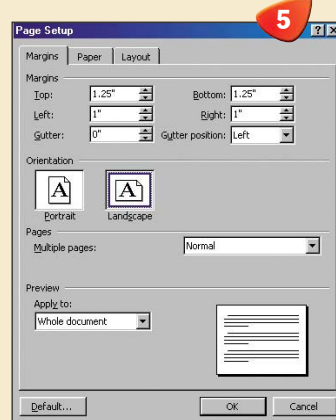 5
Page Setup
Margins Paper Layout
Margins
Top: 1.25" Bottom: 1.25"
Left: 1" Right: 1"
Gutter: 0" Gutter position: Left
Orientation
A A
Portrait Landscape
Pages
Multiple pages: Normal
Preview
Apply to:
Whole document
Default... OK Cancel